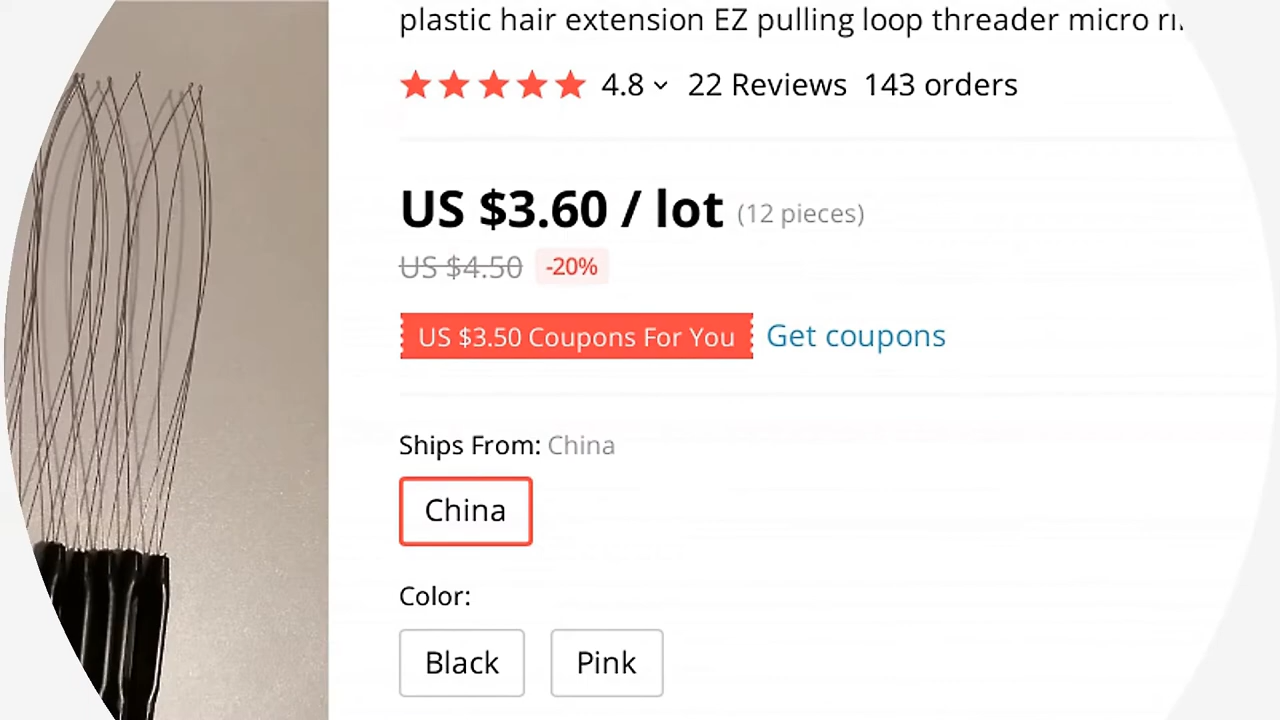 plastic hair extension EZ pulling loop threader micro
4.8 22 Reviews 143 orders
US $3.60 / lot (12 pieces)
US $4.50 -20%
US $3.50 Coupons For You Get coupons
Ships From: China
China
Color:
Black Pink